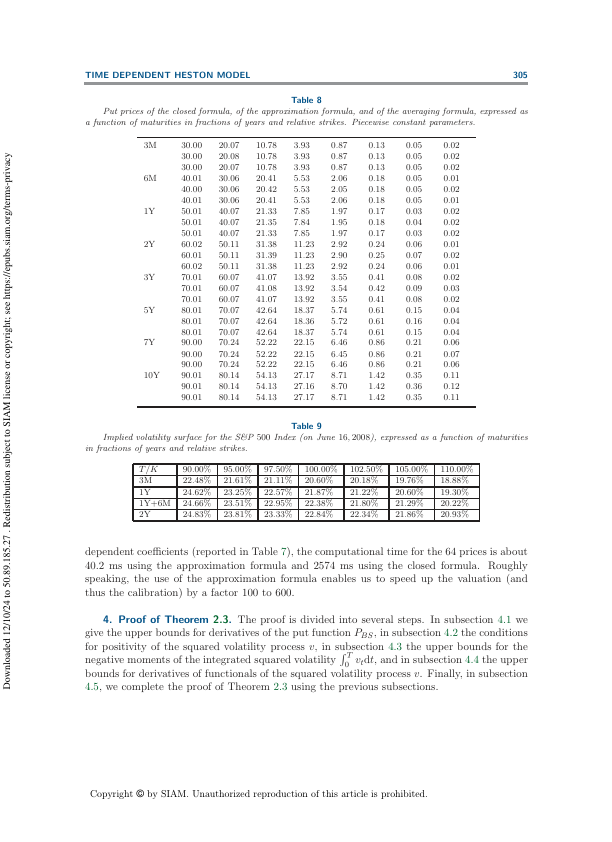 TIME DEPENDENT HESTON MODEL 305
Table 8
Put prices of the closed formula, of the approximation formula, and of the averaging formula, expressed as
a function of maturities in fractions of years and relative strikes. Piecewise constant parameters.
3M 30.00 20.07 10.78 3.93 0.87 0.13 0.05 0.02
30.00 20.08 10.78 3.93 0.87 0.13 0.05 0.02
30.00 20.07 10.78 3.93 0.87 0.13 0.05 0.02
6M 40.01 30.06 20.41 5.53 2.06 0.18 0.05 0.01
40.00 30.06 20.42 5.53 2.05 0.18 0.05 0.02
40.01 30.06 20.41 5.53 2.06 0.18 0.05 0.01
1Y 50.01 40.07 21.33 7.85 1.97 0.17 0.03 0.02
50.01 40.07 21.35 7.84 1.95 0.18 0.04 0.02
50.01 40.07 21.33 7.85 1.97 0.17 0.03 0.02
2Y 60.02 50.11 31.38 11.23 2.92 0.24 0.06 0.01
60.01 50.11 31.39 11.23 2.90 0.25 0.07 0.02
60.02 50.11 31.38 11.23 2.92 0.24 0.06 0.01
3Y 70.01 60.07 41.07 13.92 3.55 0.41 0.08 0.02
70.01 60.07 41.08 13.92 3.54 0.42 0.09 0.03
70.01 60.07 41.07 13.92 3.55 0.41 0.08 0.02
5Y 80.01 70.07 42.64 18.37 5.74 0.61 0.15 0.04
80.01 70.07 42.64 18.36 5.72 0.61 0.16 0.04
80.01 70.07 42.64 18.37 5.74 0.61 0.15 0.04
7Y 90.00 70.24 52.22 22.15 6.46 0.86 0.21 0.06
90.00 70.24 52.22 22.15 6.45 0.86 0.21 0.07
90.00 70.24 52.22 22.15 6.46 0.86 0.21 0.06
10Y 90.01 80.14 54.13 27.17 8.71 1.42 0.35 0.11
90.01 80.14 54.13 27.16 8.70 1.42 0.36 0.12
90.01 80.14 54.13 27.17 8.71 1.42 0.35 0.11
Table 9
Implied volatility surface for the S&P 500 Index (on June 16, 2008), expressed as a function of maturities
in fractions of years and relative strikes.
T/K 90.00% 95.00% 97.50% 100.00% 102.50% 105.00% 110.00%
3M 22.48% 21.61% 21.11% 20.60% 20.18% 19.76% 18.88%
1Y 24.62% 23.25% 22.57% 21.87% 21.22% 20.60% 19.30%
1Y+6M 24.66% 23.51% 22.95% 22.38% 21.80% 21.29% 20.22%
2Y 24.83% 23.81% 23.33% 22.84% 22.34% 21.86% 20.93%
dependent coefficients (reported in Table 7), the computational time for the 64 prices is about
40.2 ms using the approximation formula and 2574 ms using the closed formula. Roughly
speaking, the use of the approximation formula enables us to speed up the valuation (and
thus the calibration) by a factor 100 to 600.
4. Proof of Theorem 2.3. The proof is divided into several steps. In subsection 4.1 we
give the upper bounds for derivatives of the put function P_BS, in subsection 4.2 the conditions
for positivity of the squared volatility process v, in subsection 4.3 the upper bounds for the
negative moments of the integrated squared volatility ∫₀ᵀ vₜdt, and in subsection 4.4 the upper
bounds for derivatives of functionals of the squared volatility process v. Finally, in subsection
4.5, we complete the proof of Theorem 2.3 using the previous subsections.
Copyright © by SIAM. Unauthorized reproduction of this article is prohibited.
Downloaded 12/10/24 to 50.89.185.27 . Redistribution subject to SIAM license or copyright; see https://epubs.siam.org/terms-privacy